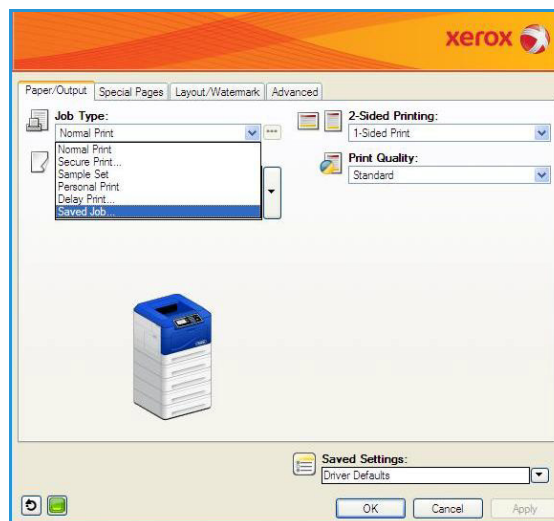 xerox
Paper/Output Special Pages Layout/Watermark Advanced
Job Type:
Normal Print
Normal Print
Secure Print...
Sample Set
Personal Print
Delay Print...
Saved Job...
2-Sided Printing:
1-Sided Print
Print Quality:
Standard
Saved Settings:
Driver Defaults
OK Cancel Apply